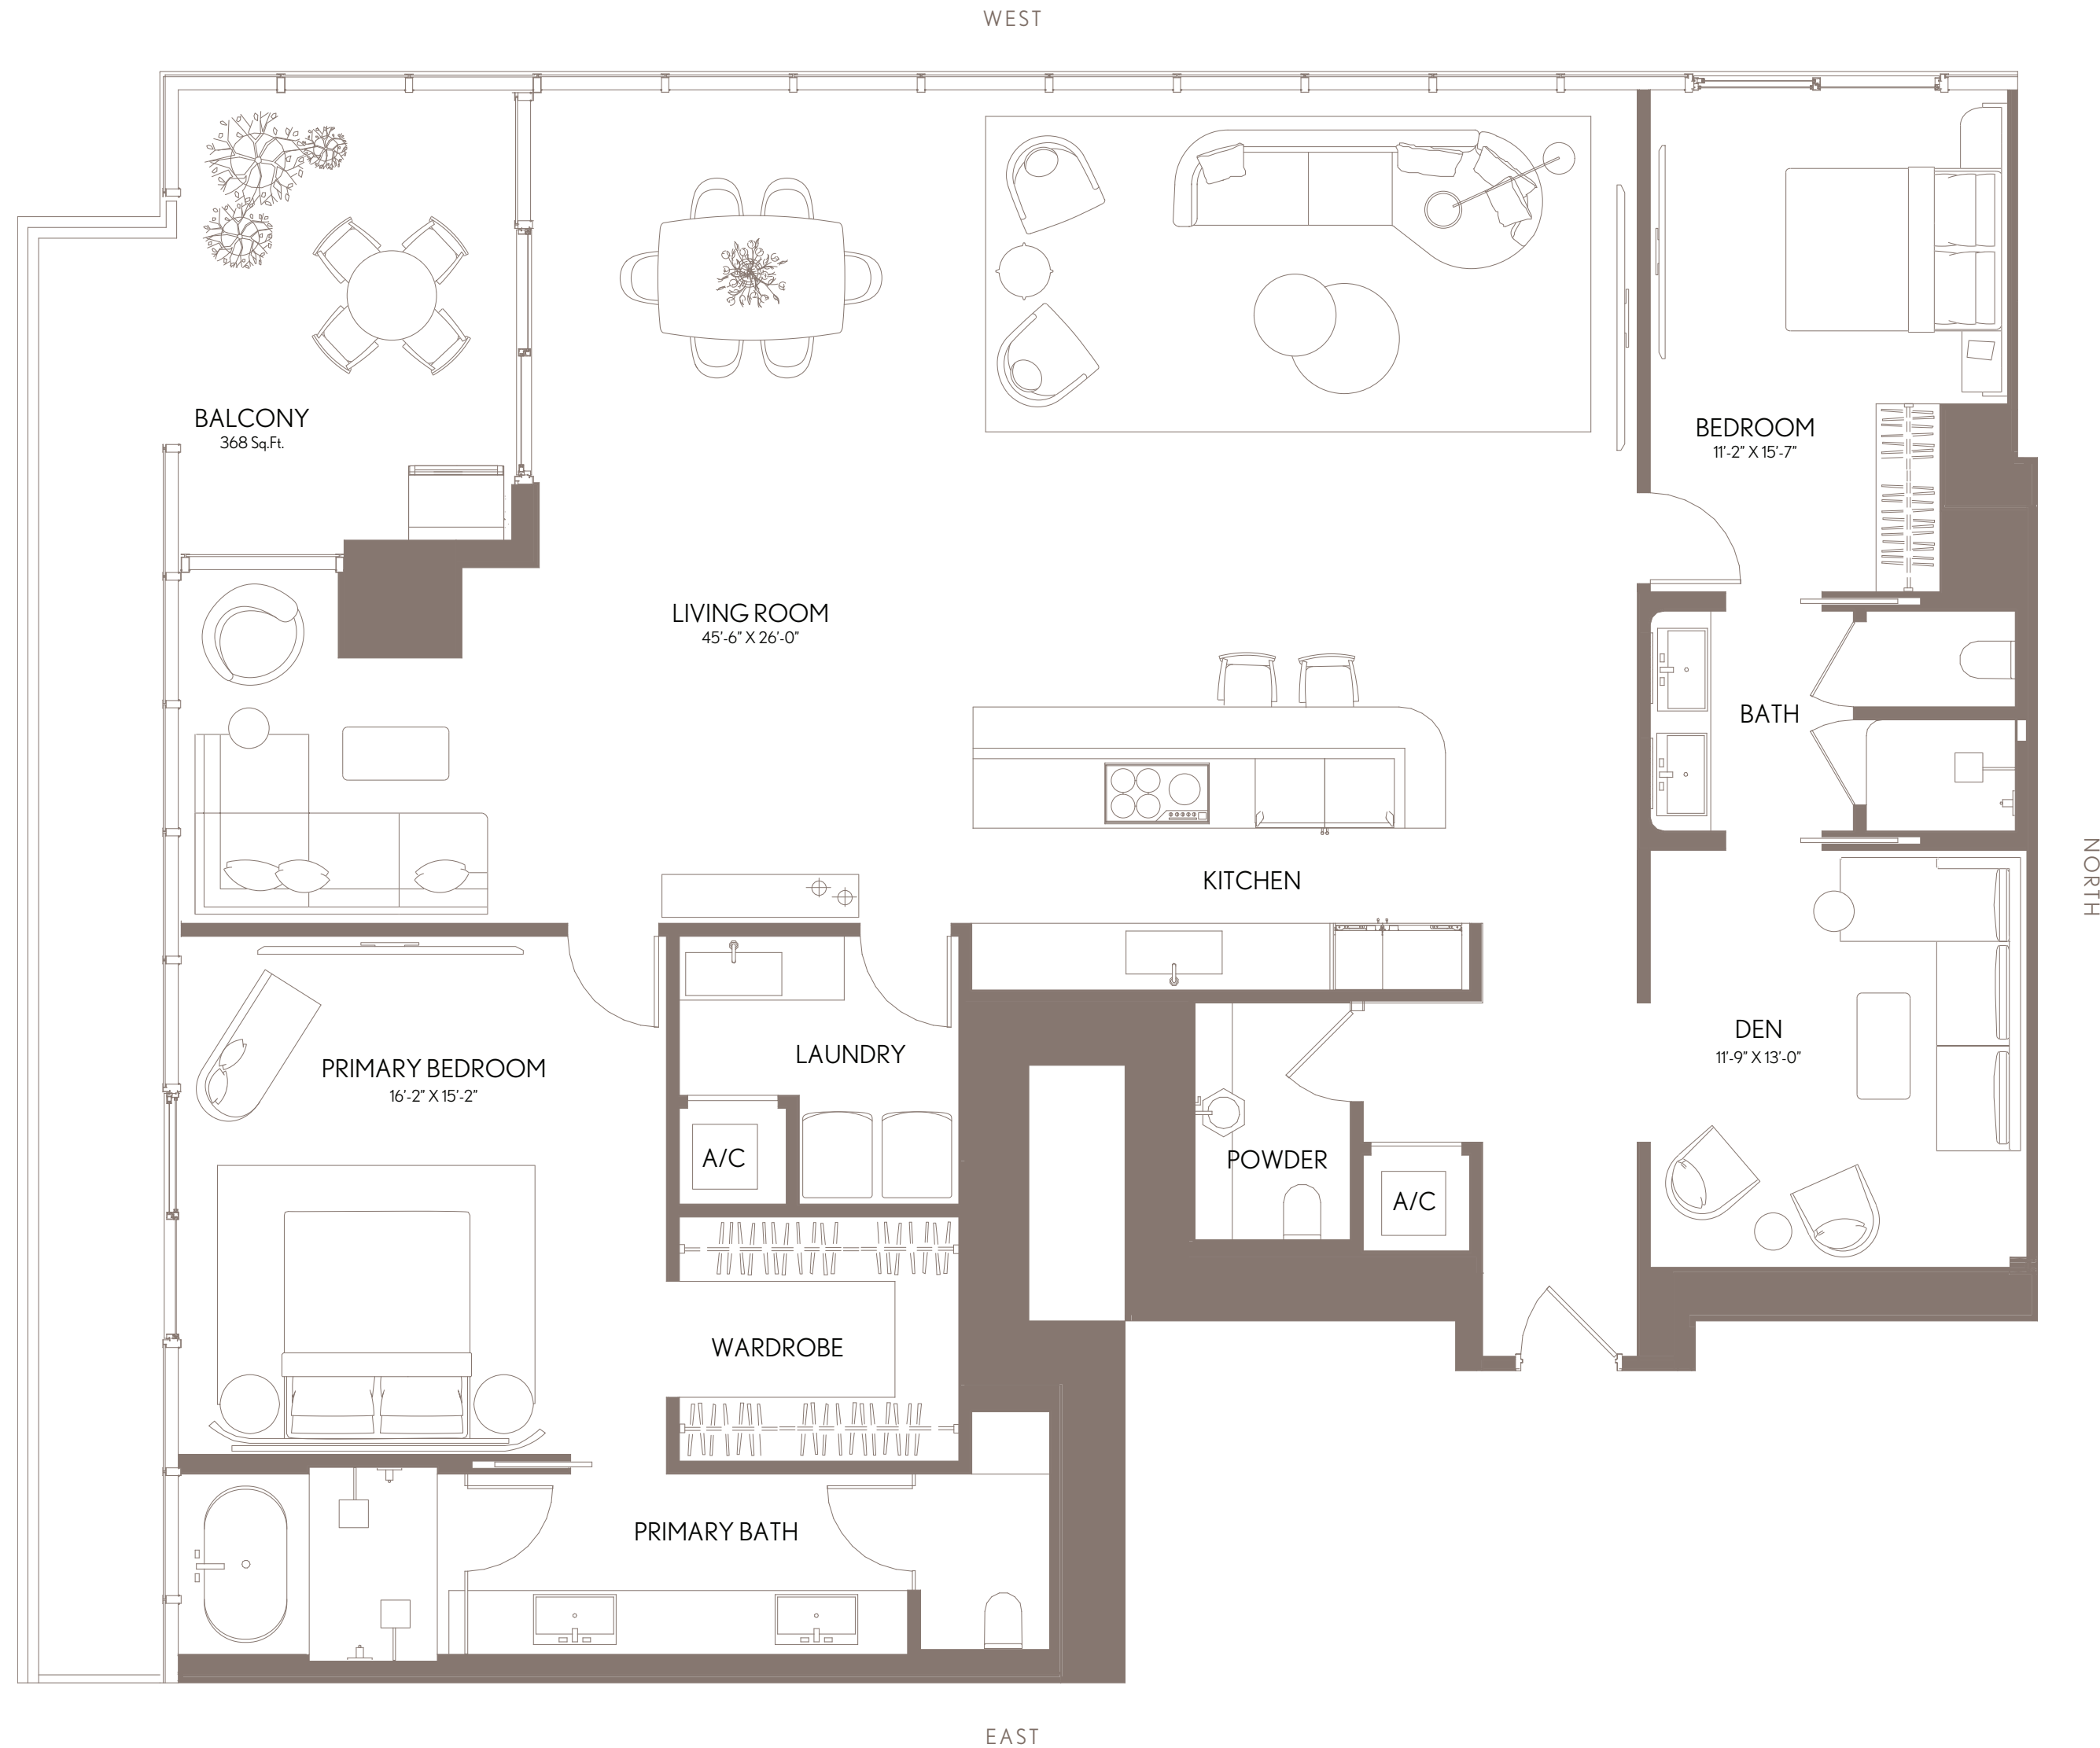 WEST
BALCONY
368 Sq.Ft.
BEDROOM
11'-2" X 15'-7"
LIVING ROOM
45'-6" X 26'-0"
BATH
KITCHEN
NORTH
DEN
11'-9" X 13'-0"
LAUNDRY
PRIMARY BEDROOM
16'-2" X 15'-2"
A/C
POWDER
A/C
WARDROBE
PRIMARY BATH
EAST